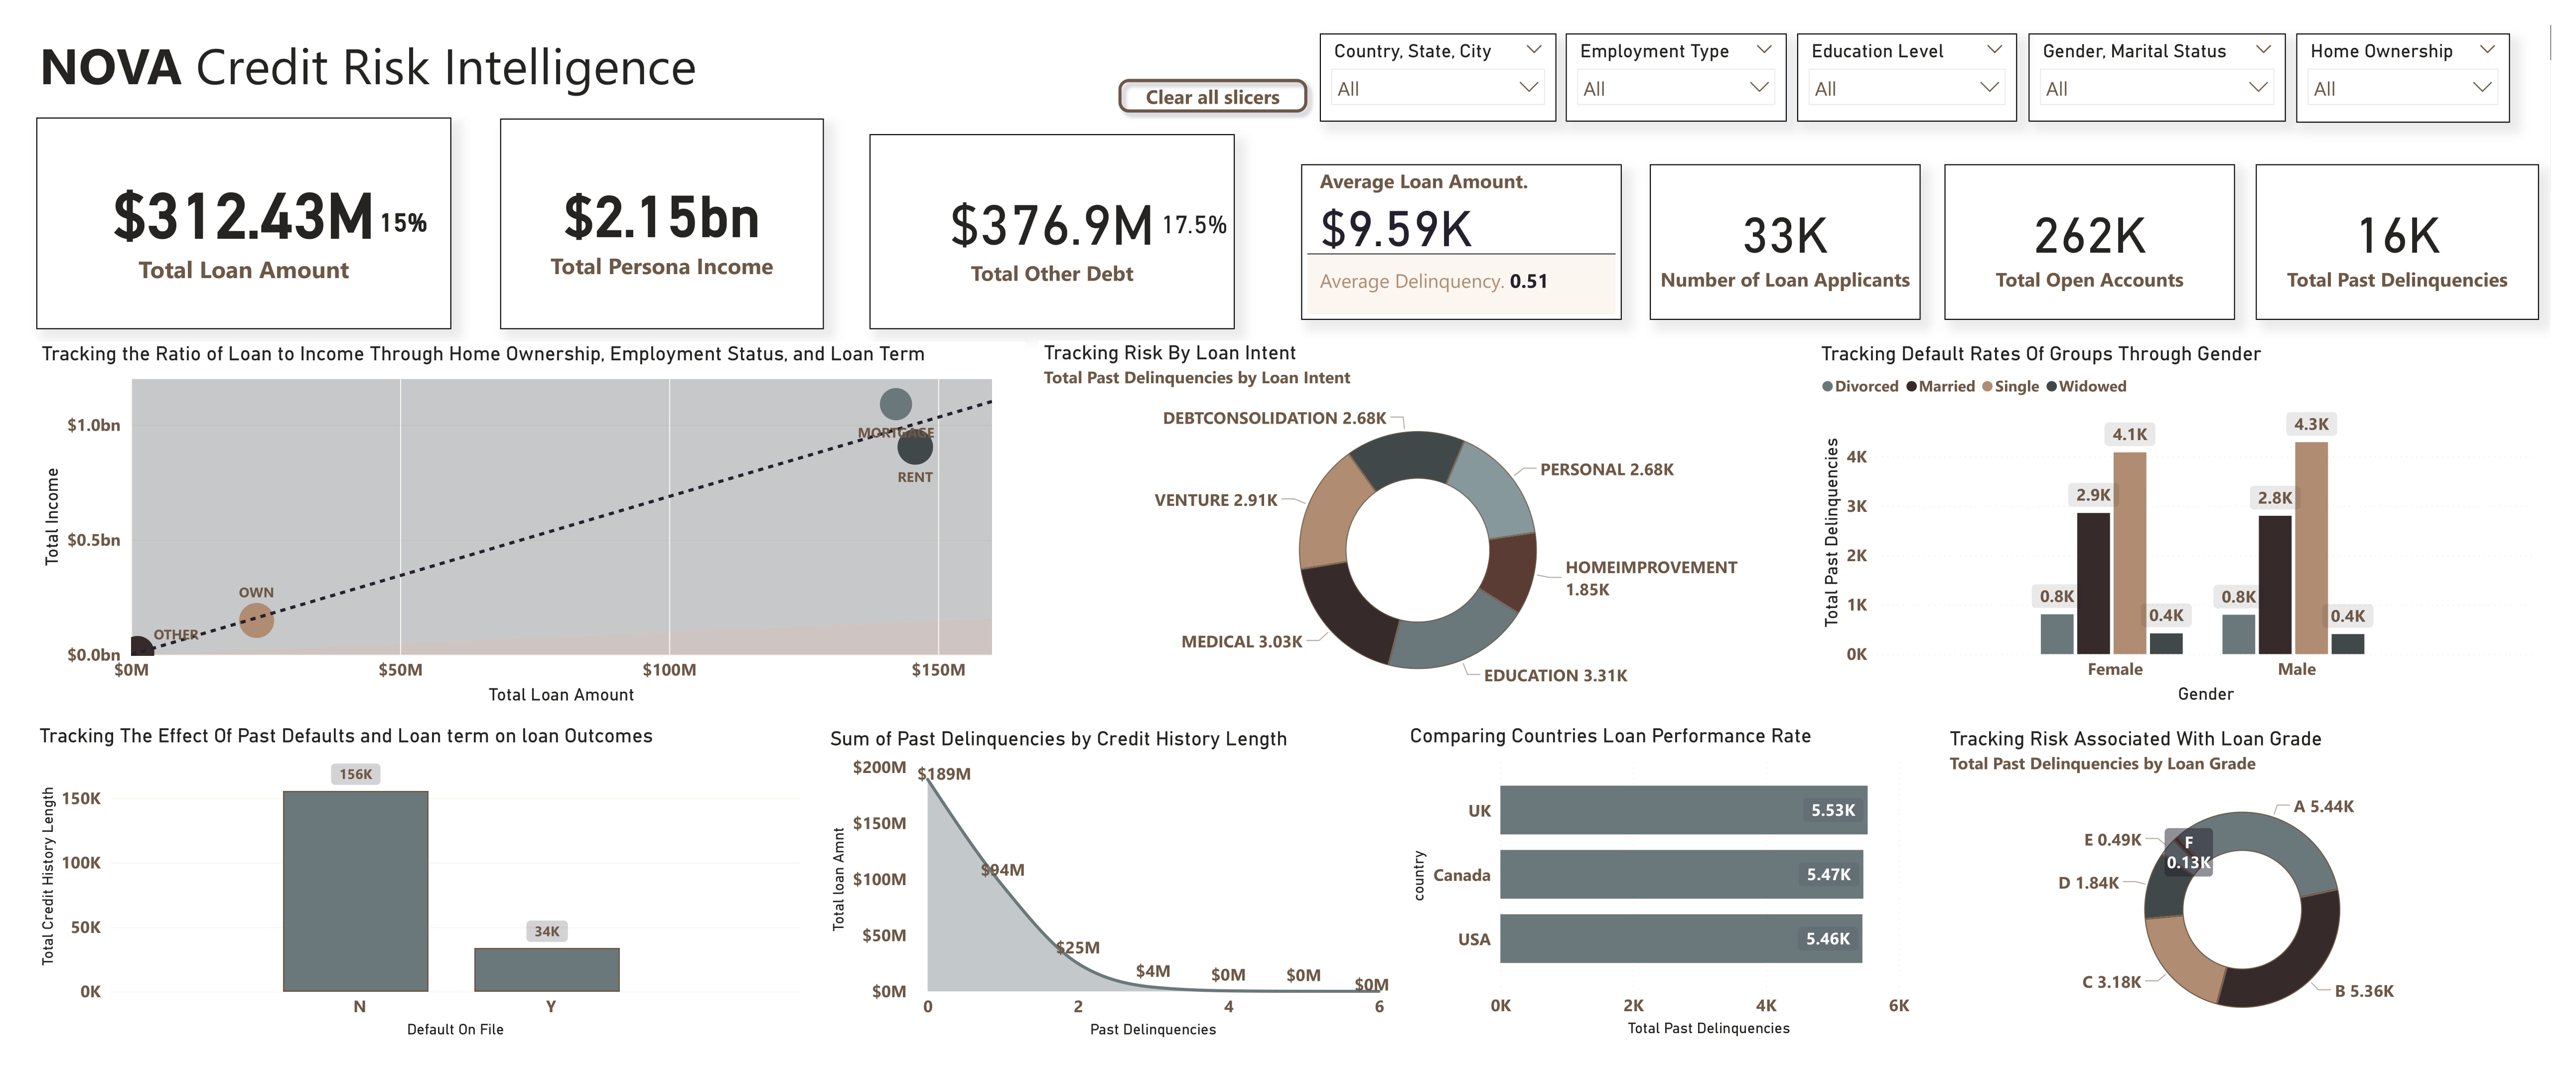 NOVA Credit Risk Intelligence
Clear all slicers
Country, State, City
All
Employment Type
All
Education Level
All
Gender, Marital Status
All
Home Ownership
All
$312.43M 15%
Total Loan Amount
$2.15bn
Total Persona Income
$376.9M 17.5%
Total Other Debt
Average Loan Amount.
$9.59K
Average Delinquency. 0.51
33K
Number of Loan Applicants
262K
Total Open Accounts
16K
Total Past Delinquencies
Tracking the Ratio of Loan to Income Through Home Ownership, Employment Status, and Loan Term
Total Income
$1.0bn
$0.5bn
$0.0bn
MORTGAGE
RENT
OWN
OTHER
$0M
$50M
$100M
$150M
Total Loan Amount
Tracking Risk By Loan Intent
Total Past Delinquencies by Loan Intent
DEBTCONSOLIDATION 2.68K
PERSONAL 2.68K
VENTURE 2.91K
HOMEIMPROVEMENT
1.85K
MEDICAL 3.03K
EDUCATION 3.31K
Tracking Default Rates Of Groups Through Gender
Divorced Married Single Widowed
Total Past Delinquencies
4K
3K
2K
1K
0K
0.8K
2.9K
4.1K
0.4K
0.8K
2.8K
4.3K
0.4K
Female
Male
Gender
Tracking The Effect Of Past Defaults and Loan term on loan Outcomes
Total Credit History Length
150K
100K
50K
0K
156K
34K
N
Y
Default On File
Sum of Past Delinquencies by Credit History Length
Total loan Amnt
$200M
$150M
$100M
$50M
$0M
$189M
$94M
$25M
$4M
$0M
$0M
$0M
0
2
4
6
Past Delinquencies
Comparing Countries Loan Performance Rate
country
UK
5.53K
Canada
5.47K
USA
5.46K
0K
2K
4K
6K
Total Past Delinquencies
Tracking Risk Associated With Loan Grade
Total Past Delinquencies by Loan Grade
A 5.44K
E 0.49K
F
0.13K
D 1.84K
C 3.18K
B 5.36K